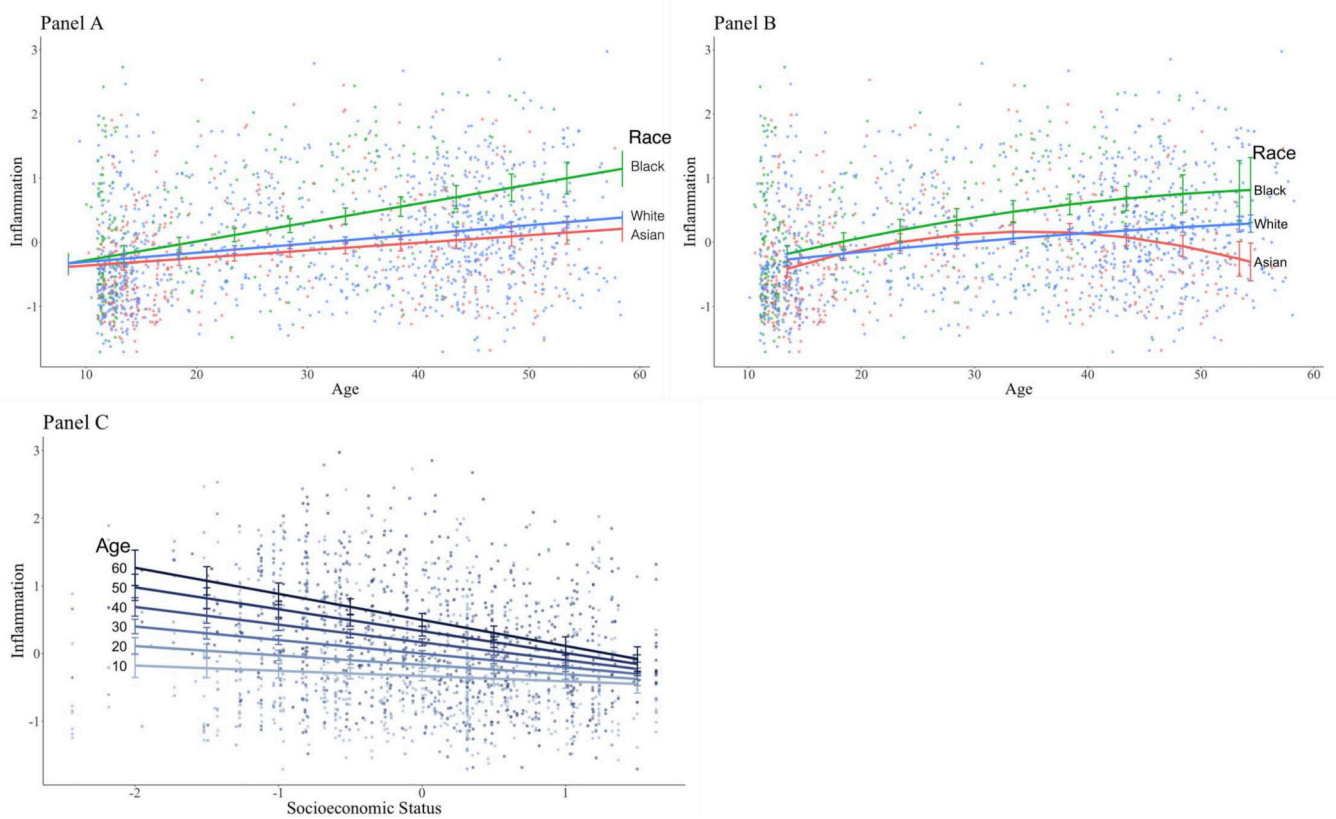 Panel A
3
2
1
0
-1
Inflammation
Race
Black
White
Asian
10 20 30 40 50 60
Age
Panel B
3
2
1
0
-1
Inflammation
Race
Black
White
Asian
10 20 30 40 50 60
Age
Panel C
3
2
1
0
-1
Inflammation
Age
60
50
40
30
20
10
-2 -1 0 1
Socioeconomic Status